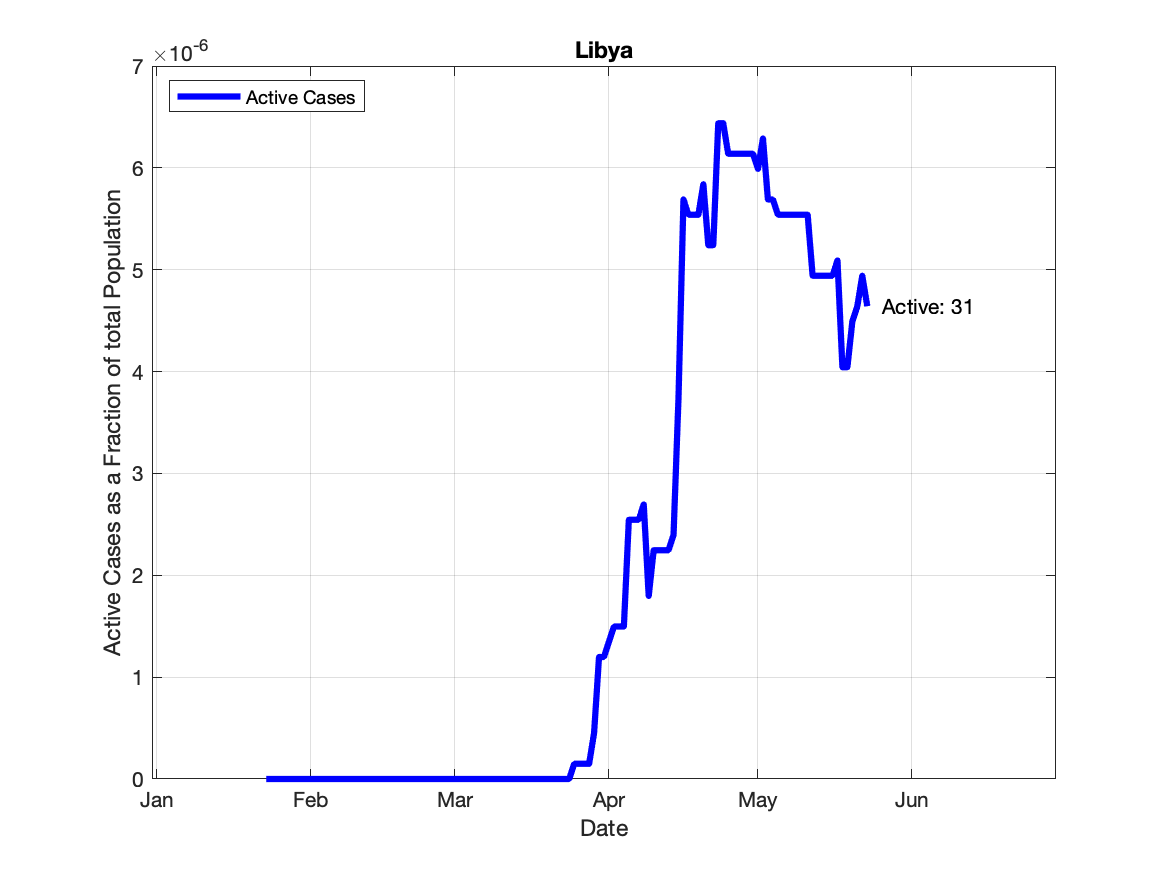 Libya
×10-6
Active Cases
7
6
5
4
3
2
1
0
Active Cases as a Fraction of total Population
Active: 31
Jan Feb Mar Apr May Jun
Date